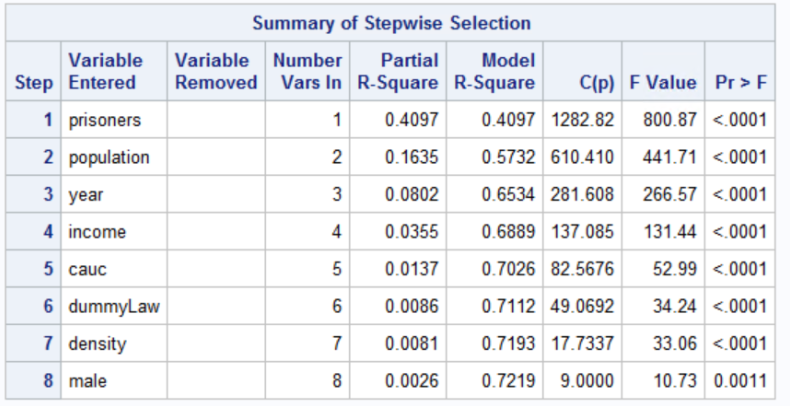 Summary of Stepwise Selection
Step Variable Entered Variable Removed Number Vars In Partial R-Square Model R-Square C(p) F Value Pr > F
1 prisoners 1 0.4097 0.4097 1282.82 800.87 <.0001
2 population 2 0.1635 0.5732 610.410 441.71 <.0001
3 year 3 0.0802 0.6534 281.608 266.57 <.0001
4 income 4 0.0355 0.6889 137.085 131.44 <.0001
5 cauc 5 0.0137 0.7026 82.5676 52.99 <.0001
6 dummyLaw 6 0.0086 0.7112 49.0692 34.24 <.0001
7 density 7 0.0081 0.7193 17.7337 33.06 <.0001
8 male 8 0.0026 0.7219 9.0000 10.73 0.0011